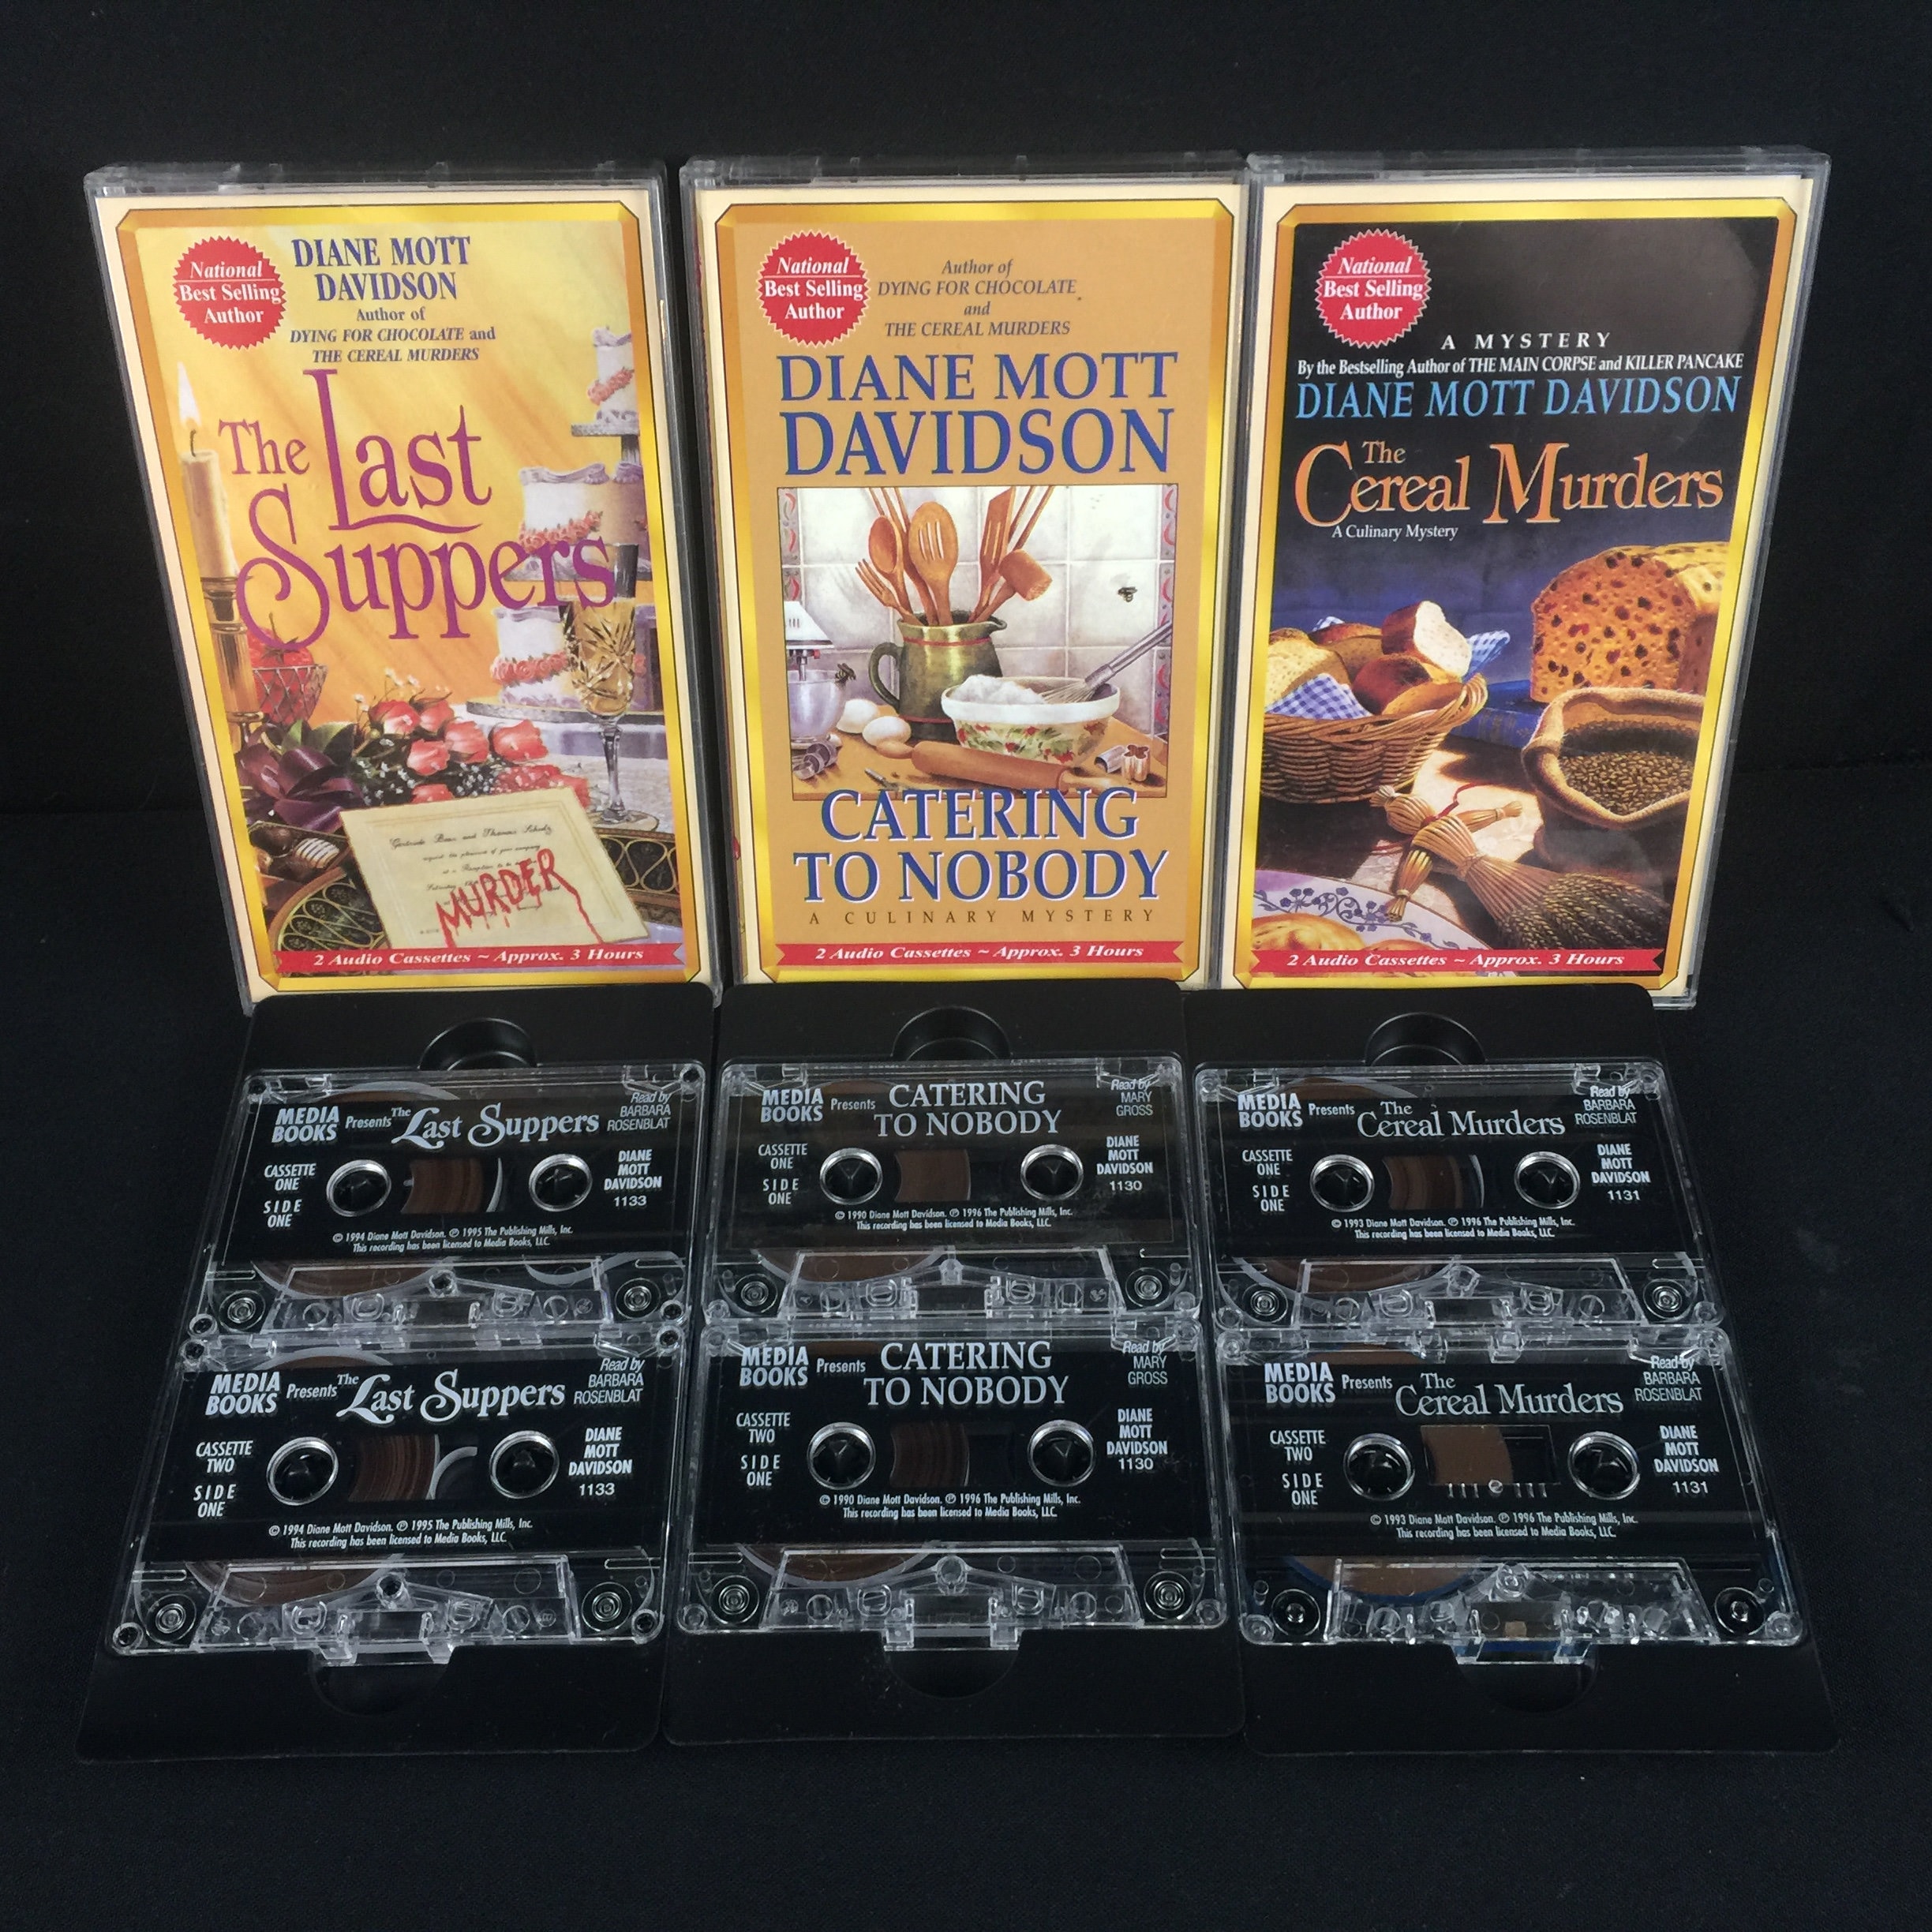 National
Best Selling
Author
DIANE MOTT
DAVIDSON
Author of
DYING FOR CHOCOLATE and
THE CEREAL MURDERS
The Last
Suppers
MURDER
2 Audio Cassettes ~ Approx. 3 Hours
National
Best Selling
Author
Author of
DYING FOR CHOCOLATE
and
THE CEREAL MURDERS
DIANE MOTT
DAVIDSON
CATERING
TO NOBODY
A CULINARY MYSTERY
2 Audio Cassettes ~ Approx. 3 Hours
National
Best Selling
Author
A MYSTERY
By the Bestselling Author of THE MAIN CORPSE and KILLER PANCAKE
DIANE MOTT DAVIDSON
The
Cereal Murders
A Culinary Mystery
2 Audio Cassettes ~ Approx. 3 Hours
MEDIA
BOOKS
Presents
The Last Suppers
Read by
BARBARA
ROSENBLAT
CASSETTE
ONE
SIDE
ONE
DIANE
MOTT
DAVIDSON
1133
© 1994 Diane Mott Davidson. ℗ 1995 The Publishing Mills, Inc.
This recording has been licensed to Media Books, LLC.
MEDIA
BOOKS
Presents
CATERING
TO NOBODY
Read by
MARY
GROSS
CASSETTE
ONE
SIDE
ONE
DIANE
MOTT
DAVIDSON
1130
© 1990 Diane Mott Davidson. ℗ 1996 The Publishing Mills, Inc.
This recording has been licensed to Media Books, LLC.
MEDIA
BOOKS
Presents
The
Cereal Murders
Read by
BARBARA
ROSENBLAT
CASSETTE
ONE
SIDE
ONE
DIANE
MOTT
DAVIDSON
1131
© 1993 Diane Mott Davidson. ℗ 1996 The Publishing Mills, Inc.
This recording has been licensed to Media Books, LLC.
MEDIA
BOOKS
Presents
The Last Suppers
Read by
BARBARA
ROSENBLAT
CASSETTE
TWO
SIDE
ONE
DIANE
MOTT
DAVIDSON
1133
© 1994 Diane Mott Davidson. ℗ 1995 The Publishing Mills, Inc.
This recording has been licensed to Media Books, LLC.
MEDIA
BOOKS
Presents
CATERING
TO NOBODY
Read by
MARY
GROSS
CASSETTE
TWO
SIDE
ONE
DIANE
MOTT
DAVIDSON
1130
© 1990 Diane Mott Davidson. ℗ 1996 The Publishing Mills, Inc.
This recording has been licensed to Media Books, LLC.
MEDIA
BOOKS
Presents
The
Cereal Murders
Read by
BARBARA
ROSENBLAT
CASSETTE
TWO
SIDE
ONE
DIANE
MOTT
DAVIDSON
1131
© 1993 Diane Mott Davidson. ℗ 1996 The Publishing Mills, Inc.
This recording has been licensed to Media Books, LLC.